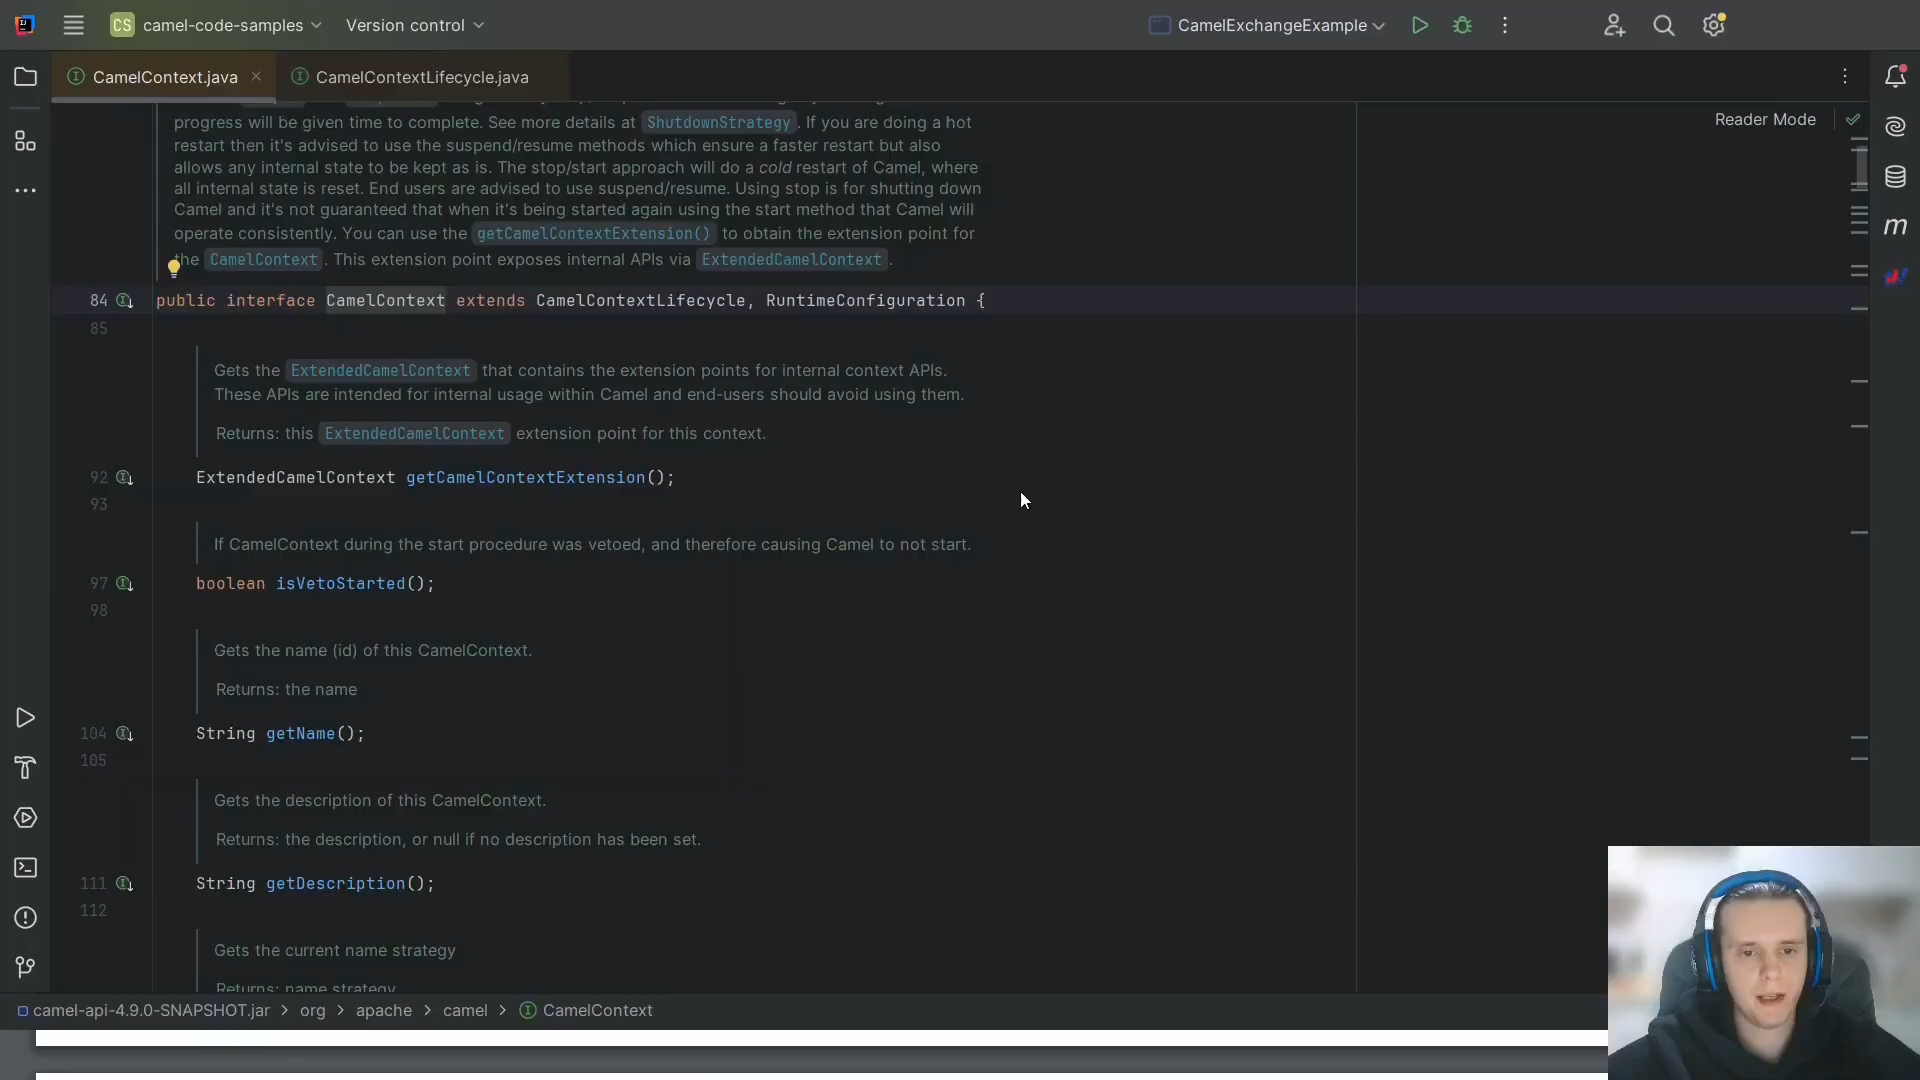 CS camel-code-samples Version control CamelExchangeExample
CamelContext.java CamelContextLifecycle.java
Reader Mode
progress will be given time to complete. See more details at ShutdownStrategy. If you are doing a hot
restart then it's advised to use the suspend/resume methods which ensure a faster restart but also
allows any internal state to be kept as is. The stop/start approach will do a cold restart of Camel, where
all internal state is reset. End users are advised to use suspend/resume. Using stop is for shutting down
Camel and it's not guaranteed that when it's being started again using the start method that Camel will
operate consistently. You can use the getCamelContextExtension() to obtain the extension point for
the CamelContext. This extension point exposes internal APIs via ExtendedCamelContext.
84 public interface CamelContext extends CamelContextLifecycle, RuntimeConfiguration {
85
Gets the ExtendedCamelContext that contains the extension points for internal context APIs.
These APIs are intended for internal usage within Camel and end-users should avoid using them.
Returns: this ExtendedCamelContext extension point for this context.
92 ExtendedCamelContext getCamelContextExtension();
93
If CamelContext during the start procedure was vetoed, and therefore causing Camel to not start.
97 boolean isVetoStarted();
98
Gets the name (id) of this CamelContext.
Returns: the name
104 String getName();
105
Gets the description of this CamelContext.
Returns: the description, or null if no description has been set.
111 String getDescription();
112
Gets the current name strategy
Returns: name strategy
camel-api-4.9.0-SNAPSHOT.jar > org > apache > camel > CamelContext